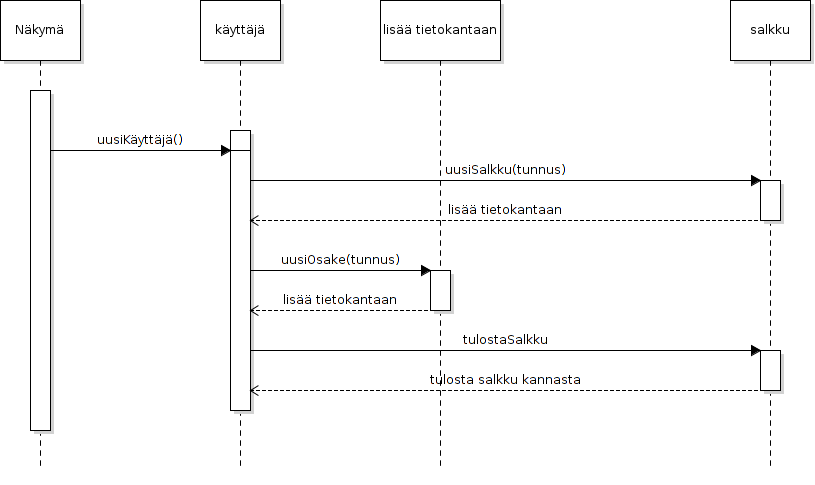 Näkymä
käyttäjä
lisää tietokantaan
salkku
uusiKäyttäjä()
uusiSalkku(tunnus)
lisää tietokantaan
uusiOsake(tunnus)
lisää tietokantaan
tulostaSalkku
tulosta salkku kannasta